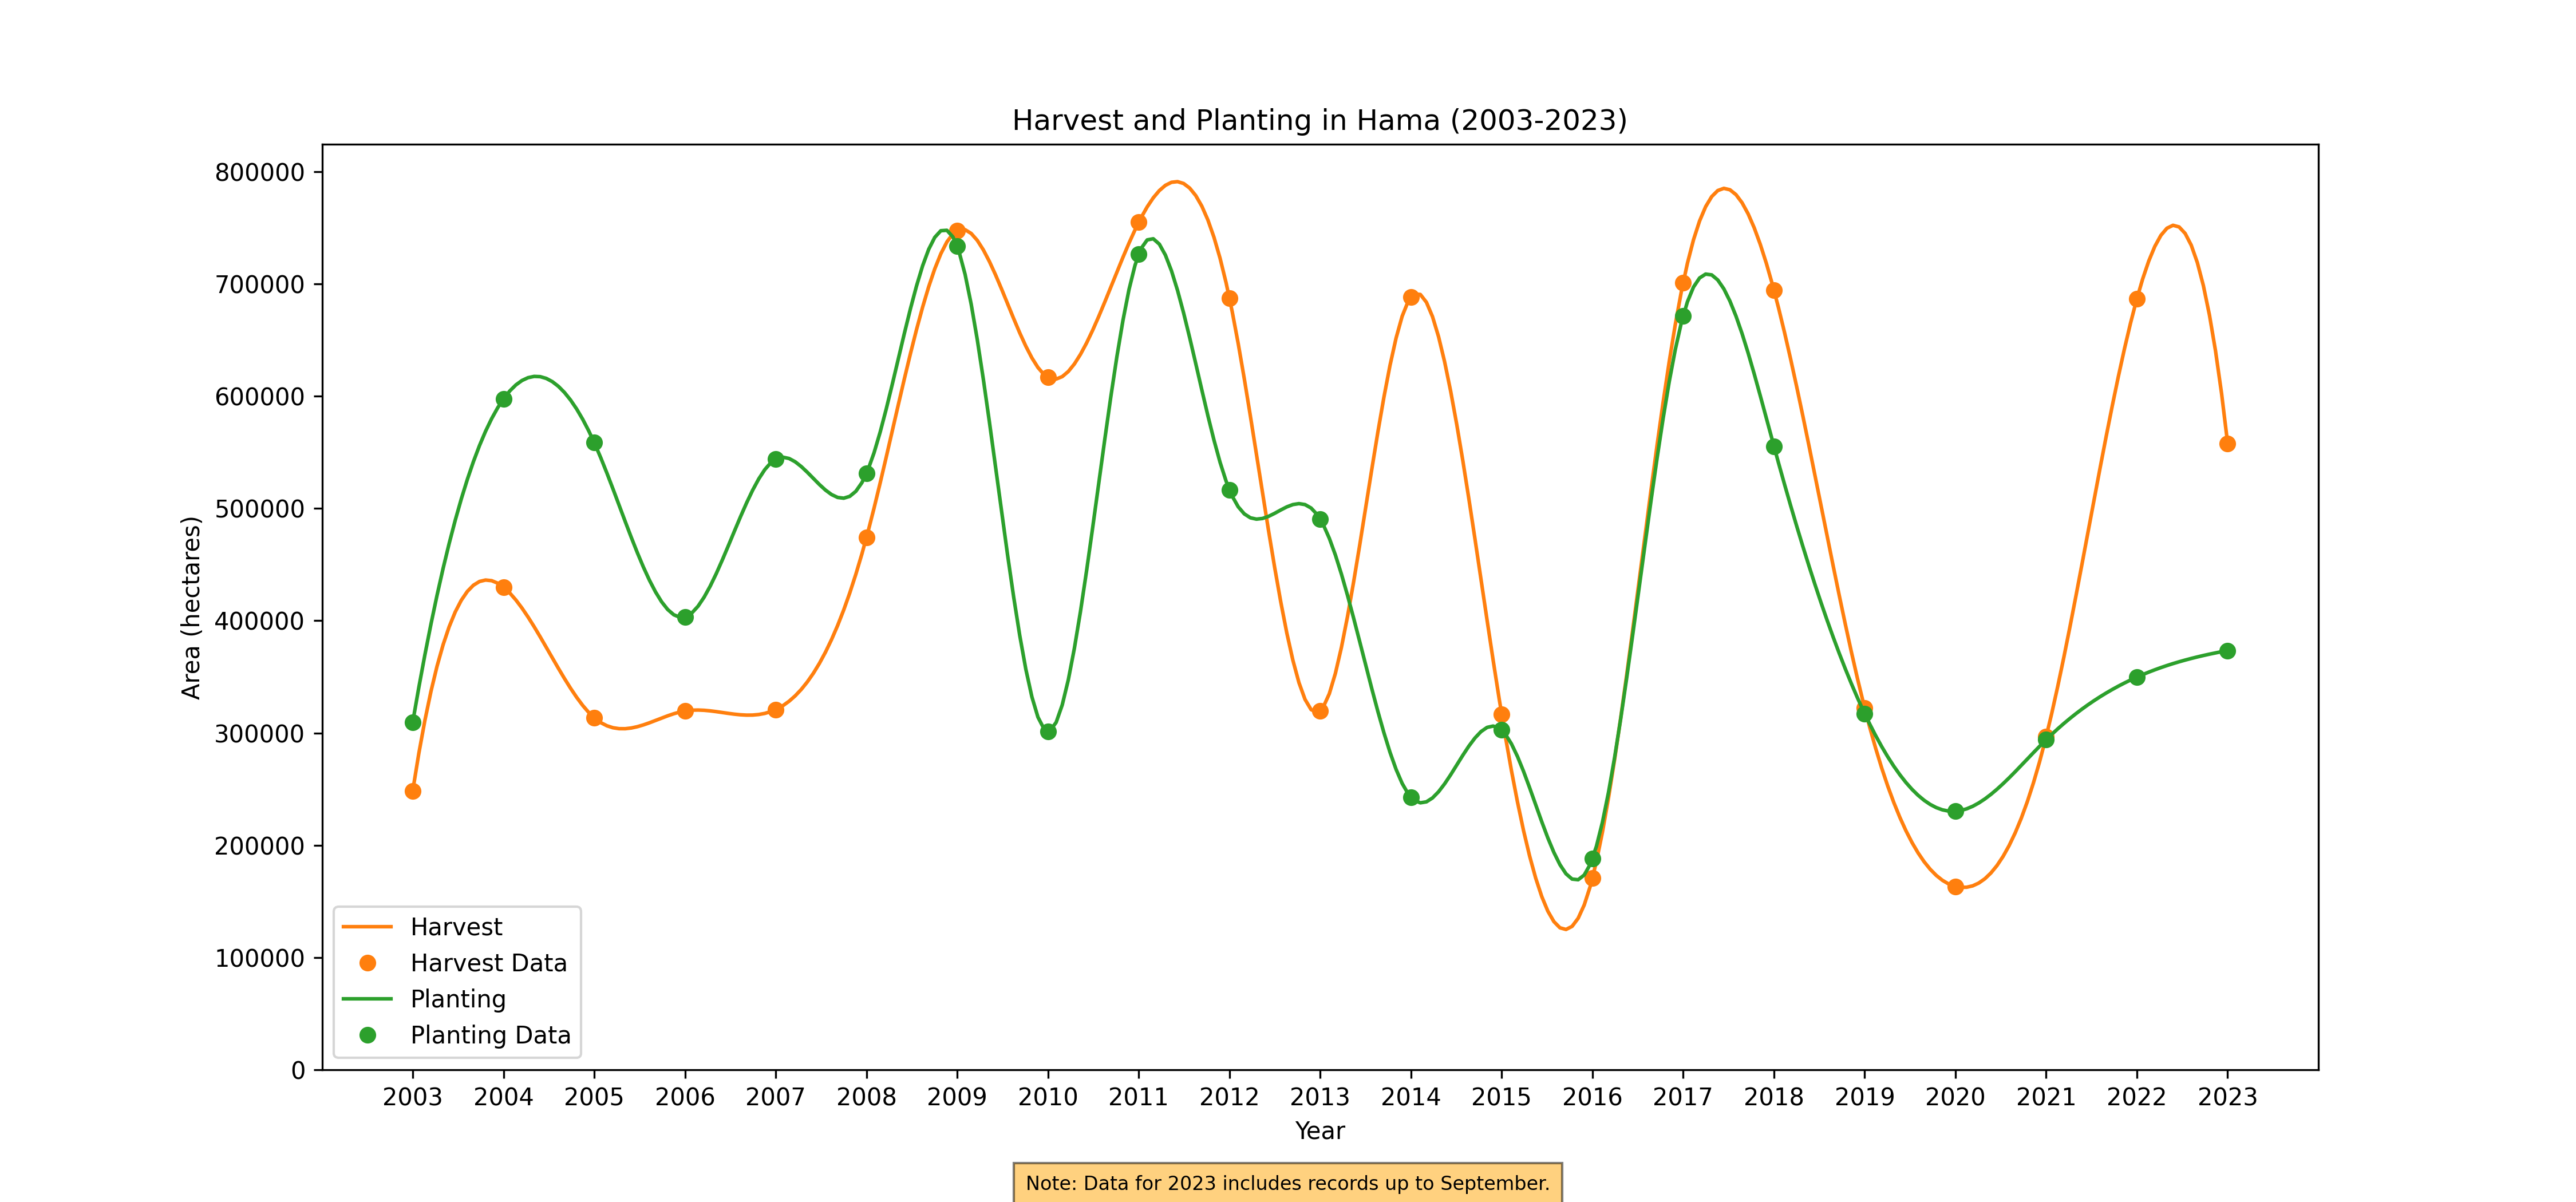 Harvest and Planting in Hama (2003-2023)
800000
700000
600000
500000
400000
300000
200000
100000
0
Area (hectares)
Harvest
Harvest Data
Planting
Planting Data
2003 2004 2005 2006 2007 2008 2009 2010 2011 2012 2013 2014 2015 2016 2017 2018 2019 2020 2021 2022 2023
Year
Note: Data for 2023 includes records up to September.